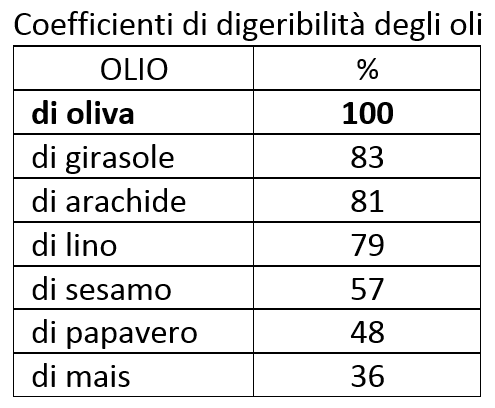 Coefficienti di digeribilità degli oli
OLIO %
di oliva 100
di girasole 83
di arachide 81
di lino 79
di sesamo 57
di papavero 48
di mais 36